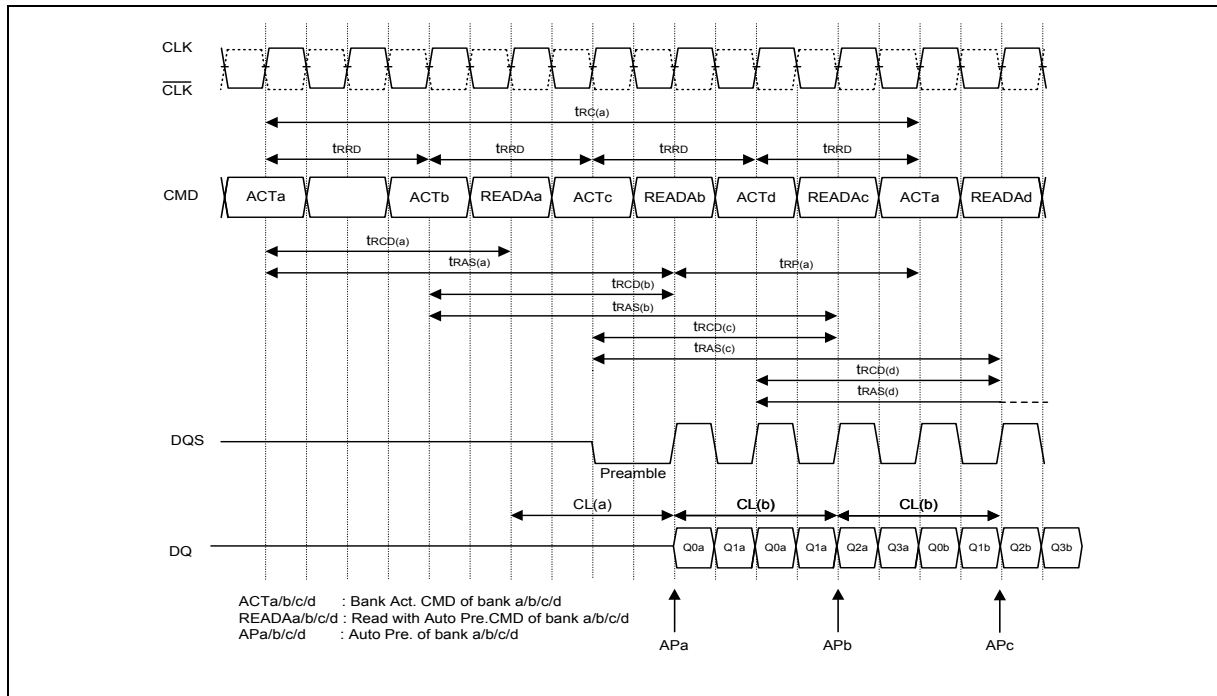 CLK
CLK
tRC(a)
tRRD tRRD tRRD tRRD
CMD ACTa ACTb READAa ACTc READAb ACTd READAc ACTa READAd
tRCD(a)
tRAS(a) tRP(a)
tRCD(b)
tRAS(b)
tRCD(c)
tRAS(c)
tRCD(d)
tRAS(d)
DQS
Preamble
CL(a) CL(b) CL(b)
DQ Q0a Q1a Q0a Q1a Q2a Q3a Q0b Q1b Q2b Q3b
ACTa/b/c/d : Bank Act. CMD of bank a/b/c/d
READAa/b/c/d : Read with Auto Pre.CMD of bank a/b/c/d
APa/b/c/d : Auto Pre. of bank a/b/c/d
APa APb APc